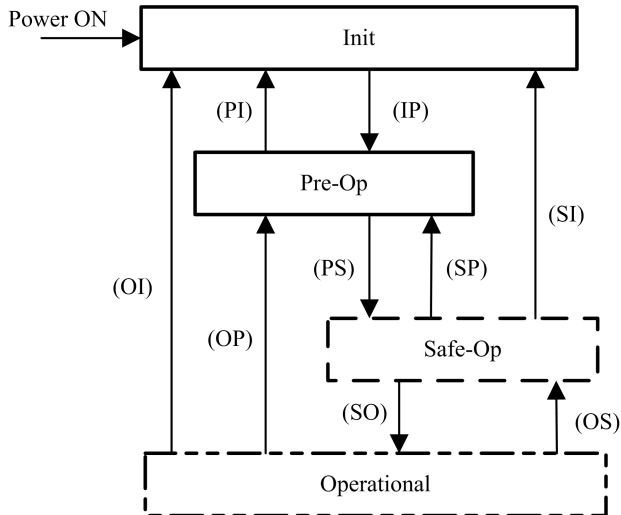 Power ON
Init
(PI)
(IP)
Pre-Op
(SI)
(PS)
(SP)
(OI)
(OP)
Safe-Op
(SO)
(OS)
Operational